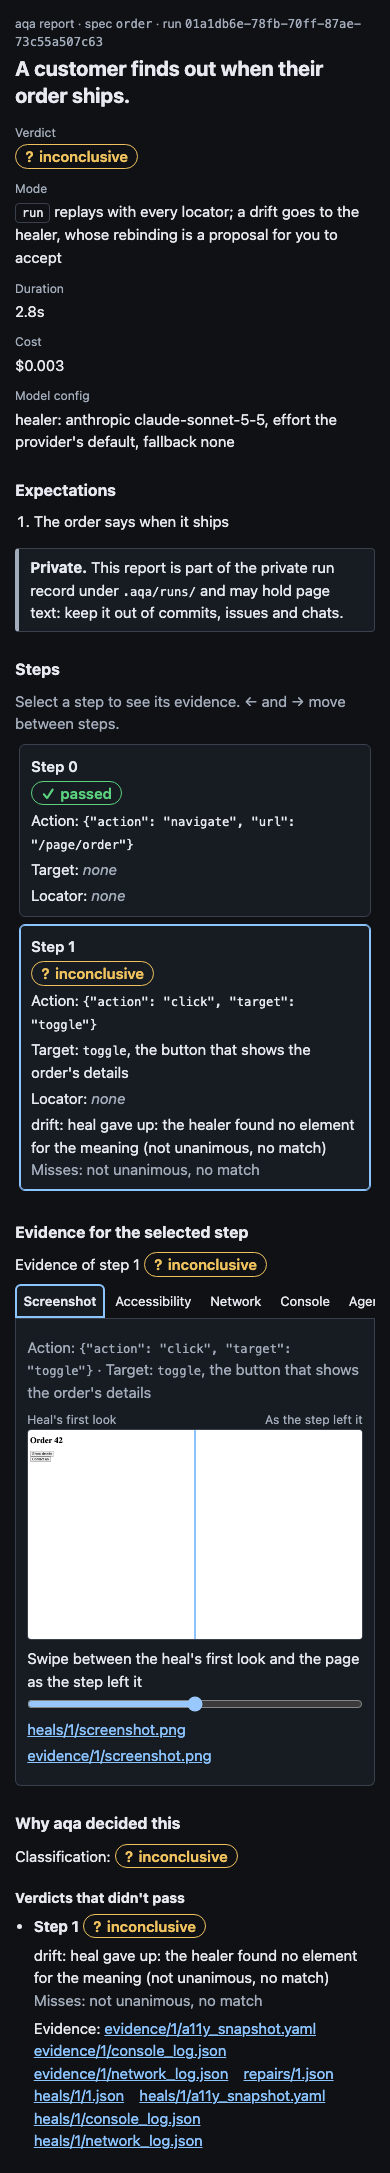 aqa report · spec order · run 01a1db6e-78fb-70ff-87ae-
73c55a507c63
A customer finds out when their
order ships.
Verdict
? inconclusive
Mode
run replays with every locator; a drift goes to the
healer, whose rebinding is a proposal for you to
accept
Duration
2.8s
Cost
$0.003
Model config
healer: anthropic claude-sonnet-5-5, effort the
provider's default, fallback none
Expectations
1. The order says when it ships
Private. This report is part of the private run
record under .aqa/runs/ and may hold page
text: keep it out of commits, issues and chats.
Steps
Select a step to see its evidence. ← and → move
between steps.
Step 0
✓ passed
Action: {"action": "navigate", "url":
"/page/order"}
Target: none
Locator: none
Step 1
? inconclusive
Action: {"action": "click", "target":
"toggle"}
Target: toggle, the button that shows the
order's details
Locator: none
drift: heal gave up: the healer found no element
for the meaning (not unanimous, no match)
Misses: not unanimous, no match
Evidence for the selected step
Evidence of step 1 ? inconclusive
Screenshot Accessibility Network Console Agen
Action: {"action": "click", "target":
"toggle"} · Target: toggle, the button that shows
the order's details
Heal's first look As the step left it
Order 42
Swipe between the heal's first look and the page
as the step left it
heals/1/screenshot.png
evidence/1/screenshot.png
Why aqa decided this
Classification: ? inconclusive
Verdicts that didn't pass
• Step 1 ? inconclusive
drift: heal gave up: the healer found no element
for the meaning (not unanimous, no match)
Misses: not unanimous, no match
Evidence: evidence/1/a11y_snapshot.yaml
evidence/1/console_log.json
evidence/1/network_log.json repairs/1.json
heals/1/1.json heals/1/a11y_snapshot.yaml
heals/1/console_log.json
heals/1/network_log.json